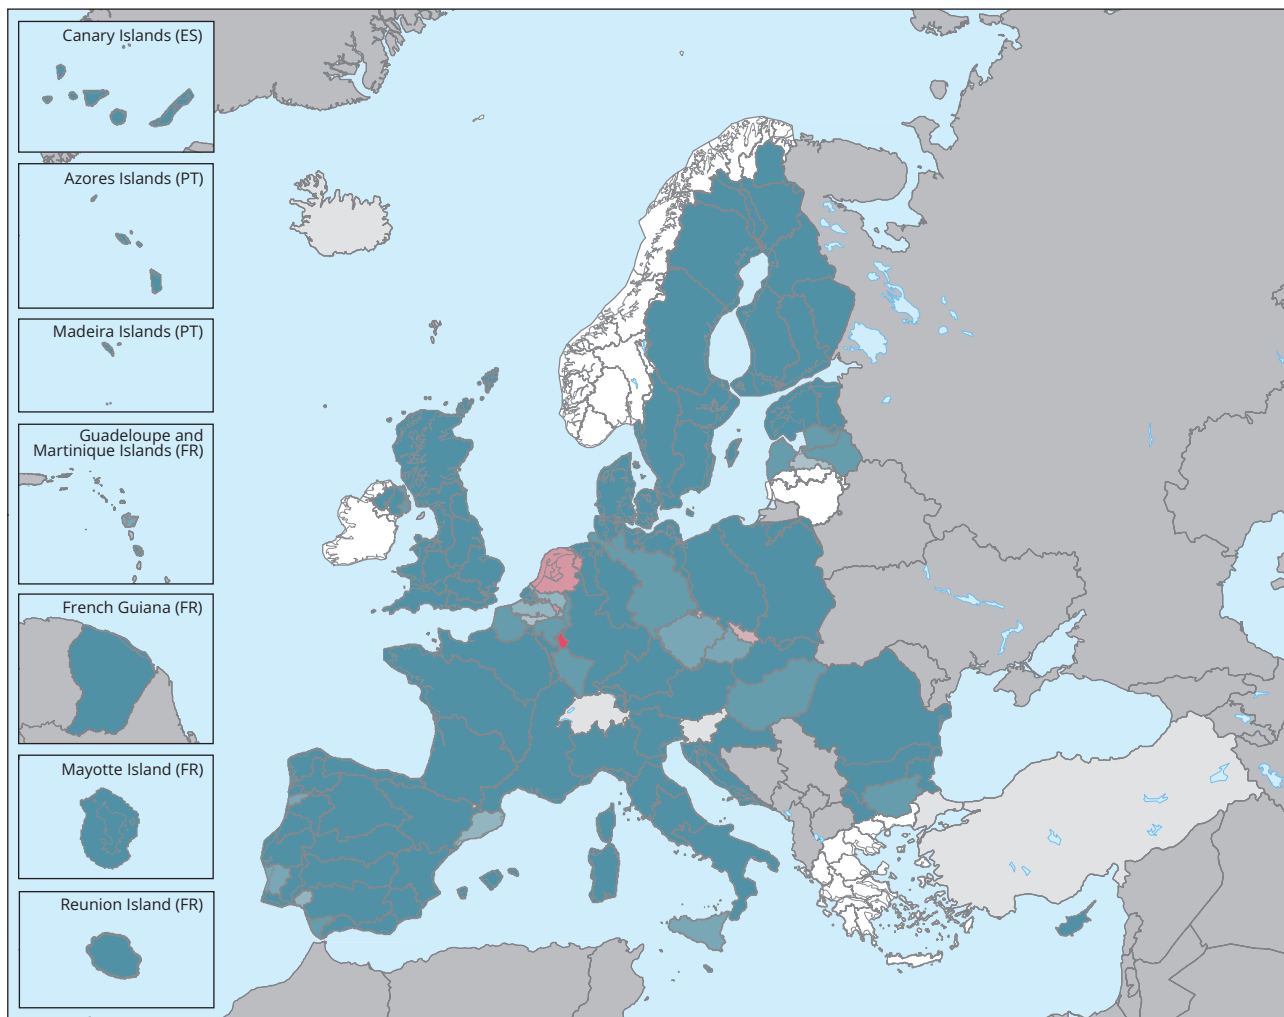 Canary Islands (ES)
Azores Islands (PT)
Madeira Islands (PT)
Guadeloupe and
Martinique Islands (FR)
French Guiana (FR)
Mayotte Island (FR)
Reunion Island (FR)